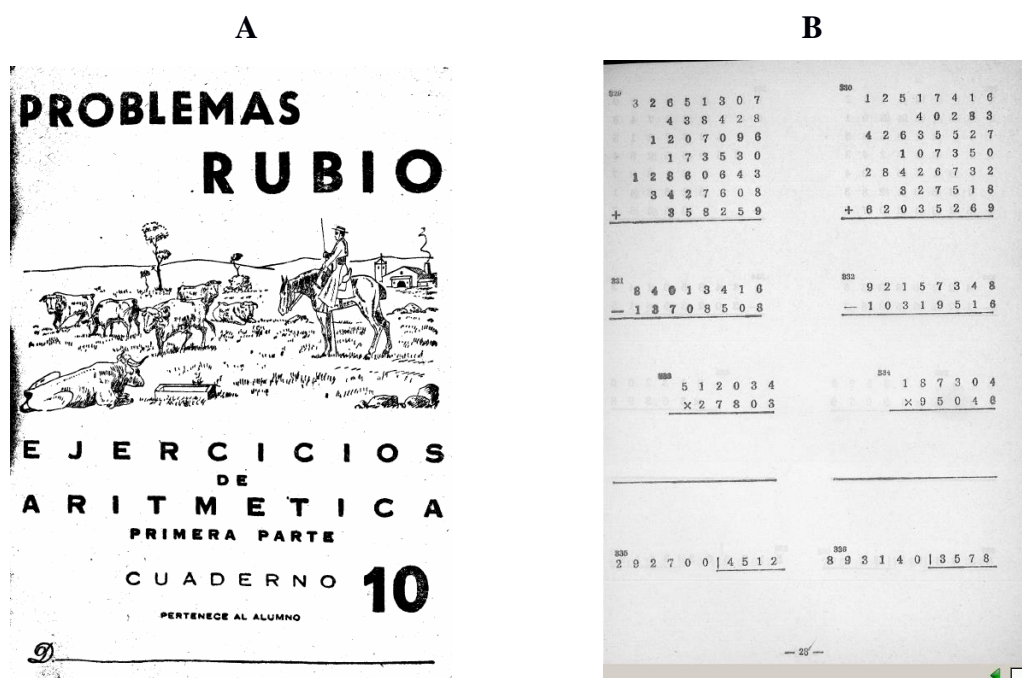 A
PROBLEMAS
RUBIO
EJERCICIOS
DE
ARITMETICA
PRIMERA PARTE
CUADERNO 10
PERTENECE AL ALUMNO
D.
B
329
3 2 6 5 1 3 0 7
4 3 8 4 2 8
1 2 0 7 0 9 6
1 7 3 5 3 0
1 2 8 6 0 6 4 3
3 4 2 7 6 0 8
+ 3 5 8 2 5 9
330
1 2 5 1 7 4 1 6
4 0 2 8 3
4 2 6 3 5 5 2 7
1 0 7 3 5 0
2 8 4 2 6 7 3 2
3 2 7 5 1 8
+ 6 2 0 3 5 2 6 9
331
8 4 0 1 3 4 1 6
— 1 3 7 0 8 5 0 8
332
9 2 1 5 7 3 4 8
— 1 0 3 1 9 5 1 6
5 1 2 0 3 4
× 2 7 8 0 3
334
1 8 7 3 0 4
× 9 5 0 4 6
335
2 9 2 7 0 0 | 4 5 1 2
336
8 9 3 1 4 0 | 3 5 7 8
— 28 —